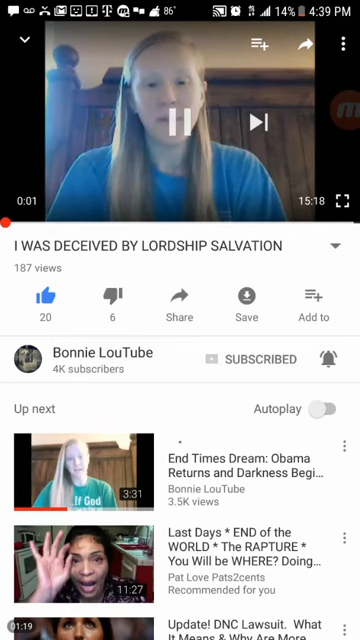 86°
14%
4:39 PM
0:01
15:18
I WAS DECEIVED BY LORDSHIP SALVATION
187 views
20
6
Share
Save
Add to
Bonnie LouTube
SUBSCRIBED
4K subscribers
Up next
Autoplay
End Times Dream: Obama
Returns and Darkness Begi...
Bonnie LouTube
3.5K views
If God
3:31
Last Days * END of the
WORLD * The RAPTURE *
You will be WHERE? Doing...
Pat Love Pats2cents
Recommended for you
11:27
Update! DNC Lawsuit. What
It Means & Why Are More
01:19